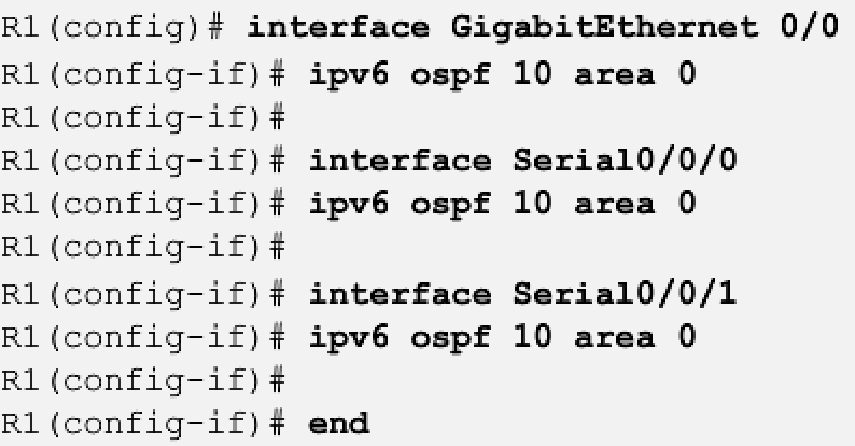 R1(config)# interface GigabitEthernet 0/0
R1(config-if)# ipv6 ospf 10 area 0
R1(config-if)#
R1(config-if)# interface Serial0/0/0
R1(config-if)# ipv6 ospf 10 area 0
R1(config-if)#
R1(config-if)# interface Serial0/0/1
R1(config-if)# ipv6 ospf 10 area 0
R1(config-if)#
R1(config-if)# end